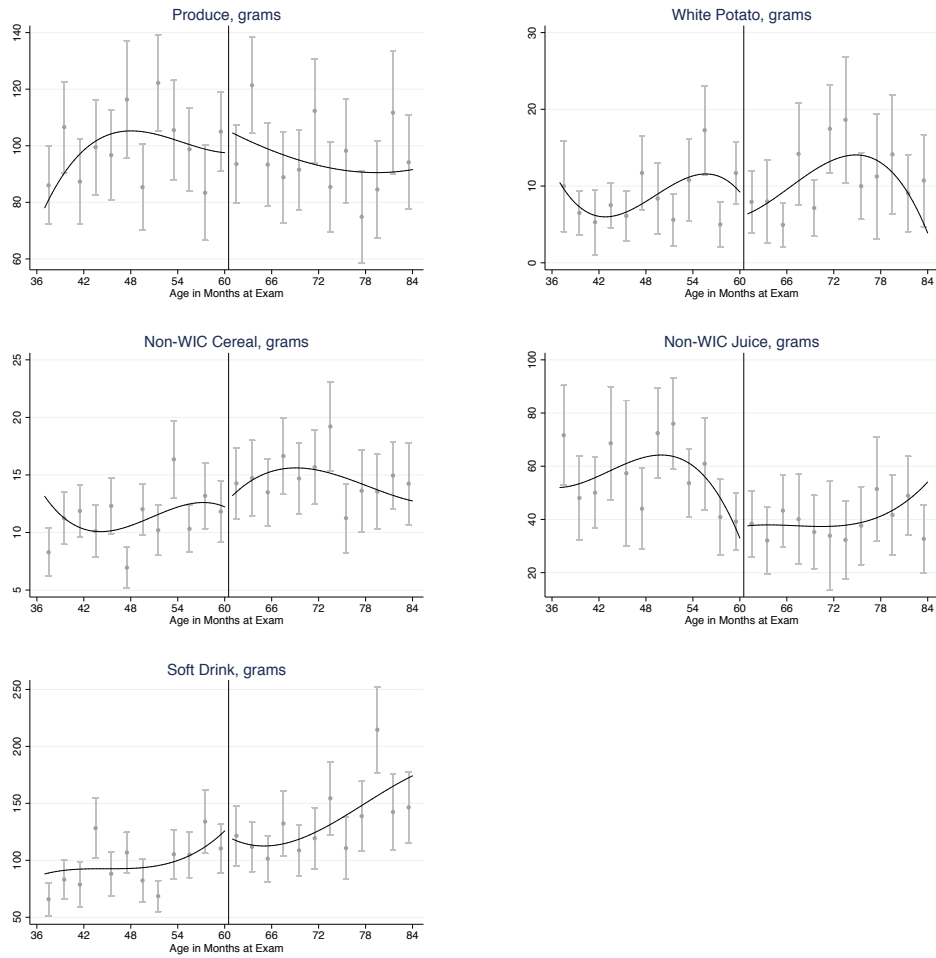 Produce, grams
140
120
100
80
60
36 42 48 54 60 66 72 78 84
Age in Months at Exam
White Potato, grams
30
20
10
0
36 42 48 54 60 66 72 78 84
Age in Months at Exam
Non-WIC Cereal, grams
25
20
15
10
5
36 42 48 54 60 66 72 78 84
Age in Months at Exam
Non-WIC Juice, grams
100
80
60
40
20
36 42 48 54 60 66 72 78 84
Age in Months at Exam
Soft Drink, grams
250
200
150
100
50
36 42 48 54 60 66 72 78 84
Age in Months at Exam